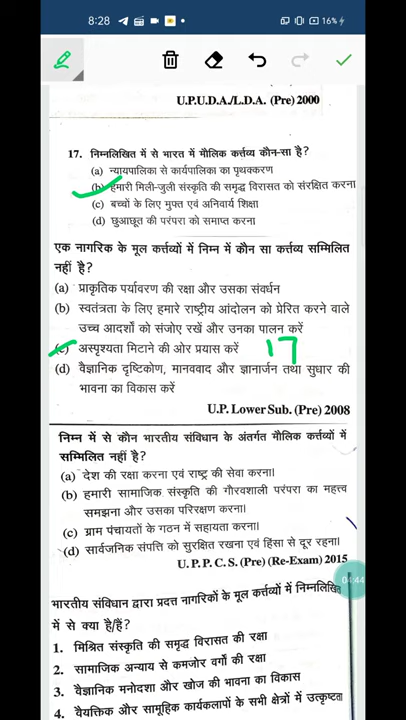 8:28
16%
U.P.U.D.A./L.D.A. (Pre) 2000
17. निम्नलिखित में से भारत में मौलिक कर्त्तव्य कौन-सा है?
(a) न्यायपालिका से कार्यपालिका का पृथक्करण
(b) हमारी मिली-जुली संस्कृति की समृद्ध विरासत को संरक्षित करना
(c) बच्चों के लिए मुफ्त एवं अनिवार्य शिक्षा
(d) छुआछूत की परंपरा को समाप्त करना
एक नागरिक के मूल कर्त्तव्यों में निम्न में कौन सा कर्त्तव्य सम्मिलित
नहीं है?
(a) प्राकृतिक पर्यावरण की रक्षा और उसका संवर्धन
(b) स्वतंत्रता के लिए हमारे राष्ट्रीय आंदोलन को प्रेरित करने वाले
उच्च आदर्शों को संजोए रखें और उनका पालन करें
(c) अस्पृश्यता मिटाने की ओर प्रयास करें 17
(d) वैज्ञानिक दृष्टिकोण, मानववाद और ज्ञानार्जन तथा सुधार की
भावना का विकास करें
U.P. Lower Sub. (Pre) 2008
निम्न में से कौन भारतीय संविधान के अंतर्गत मौलिक कर्त्तव्यों में
सम्मिलित नहीं है?
(a) देश की रक्षा करना एवं राष्ट्र की सेवा करना।
(b) हमारी सामाजिक संस्कृति की गौरवशाली परंपरा का महत्त्व
समझना और उसका परिरक्षण करना।
(c) ग्राम पंचायतों के गठन में सहायता करना।
(d) सार्वजनिक संपत्ति को सुरक्षित रखना एवं हिंसा से दूर रहना।
U.P.P.C.S. (Pre) (Re-Exam) 2015
04:44
भारतीय संविधान द्वारा प्रदत्त नागरिकों के मूल कर्त्तव्यों में निम्नलिखित
में से क्या है/हैं?
1. मिश्रित संस्कृति की समृद्ध विरासत की रक्षा
2. सामाजिक अन्याय से कमजोर वर्गों की रक्षा
3. वैज्ञानिक मनोदशा और खोज की भावना का विकास
4. वैयक्तिक और सामूहिक कार्यकलापों के सभी क्षेत्रों में उत्कृष्टता